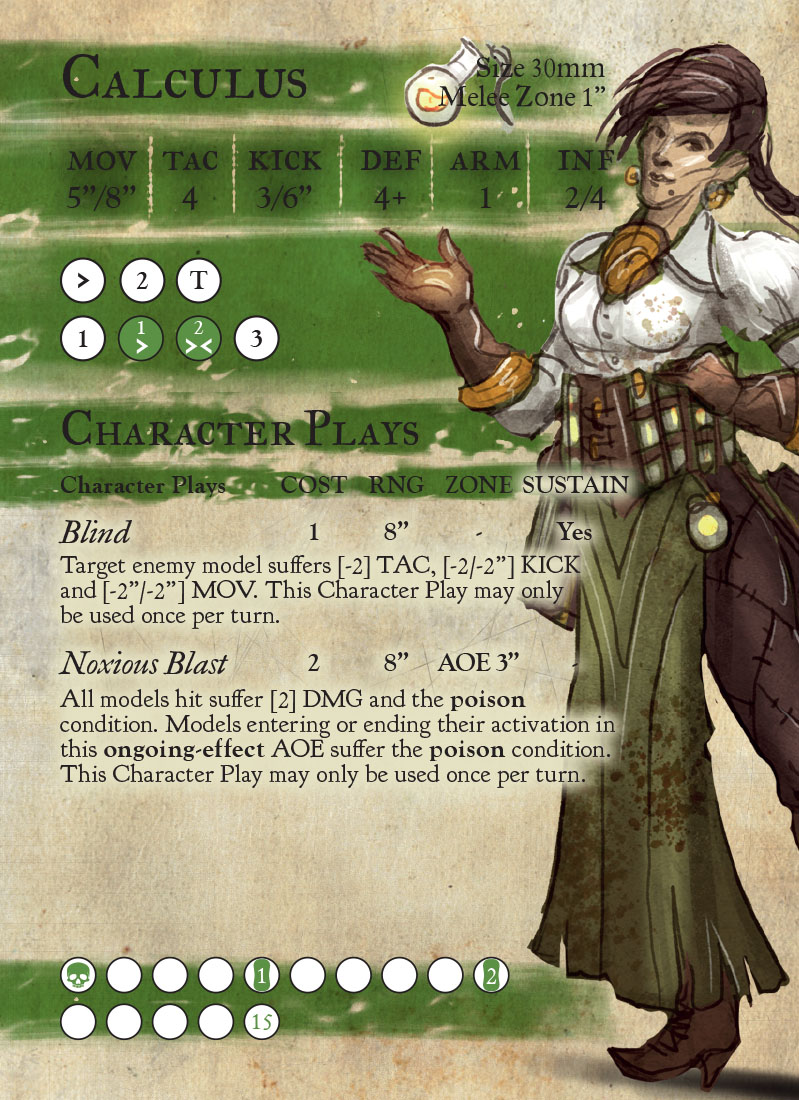 CALCULUS
Size 30mm
Melee Zone 1”
MOV TAC KICK DEF ARM INF
5”/8” 4 3/6” 4+ 1 2/4
> 2 T
1 1 > 2 >< 3
CHARACTER PLAYS
Character Plays COST RNG ZONE SUSTAIN
Blind 1 8” - Yes
Target enemy model suffers [-2] TAC, [-2/-2”] KICK
and [-2”/-2”] MOV. This Character Play may only
be used once per turn.
Noxious Blast 2 8” AOE 3” -
All models hit suffer [2] DMG and the poison
condition. Models entering or ending their activation in
this ongoing-effect AOE suffer the poison condition.
This Character Play may only be used once per turn.
1 2
15